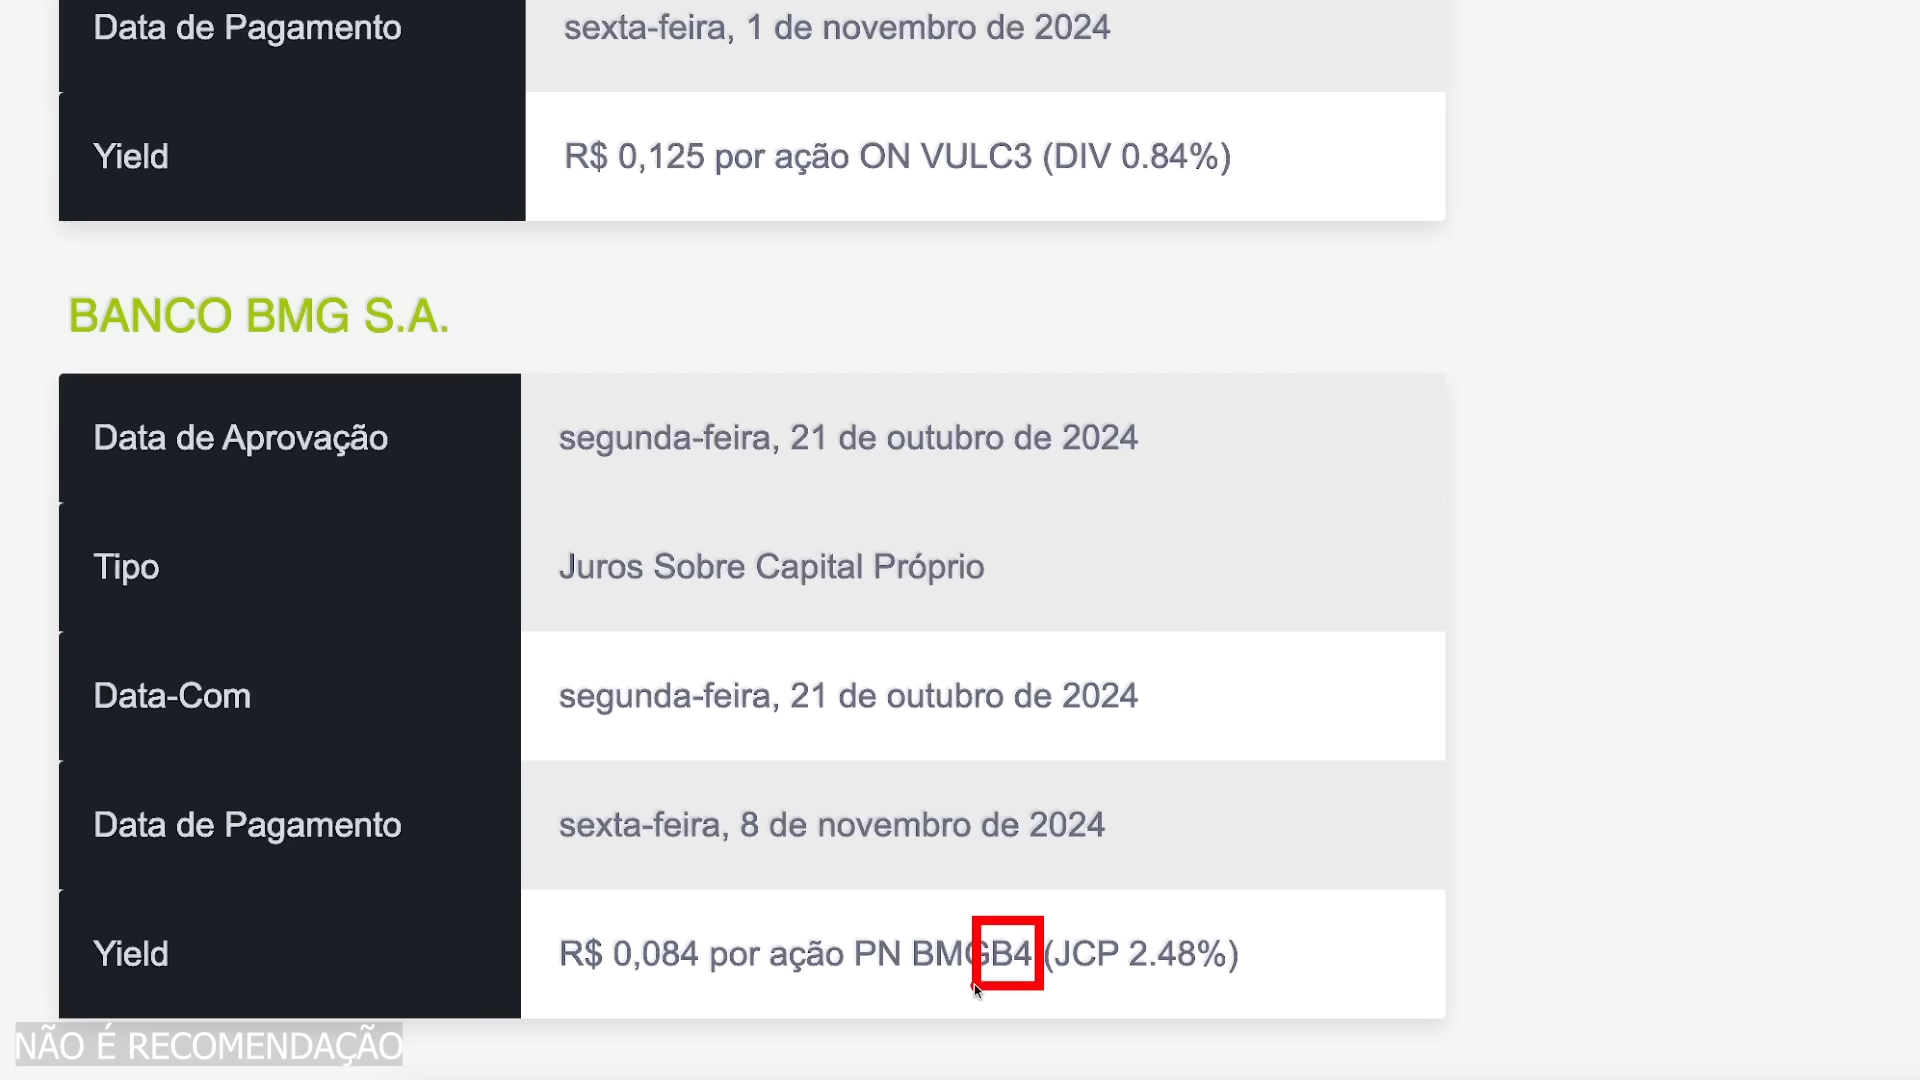 Data de Pagamento sexta-feira, 1 de novembro de 2024
Yield R$ 0,125 por ação ON VULC3 (DIV 0.84%)
BANCO BMG S.A.
Data de Aprovação segunda-feira, 21 de outubro de 2024
Tipo Juros Sobre Capital Próprio
Data-Com segunda-feira, 21 de outubro de 2024
Data de Pagamento sexta-feira, 8 de novembro de 2024
Yield R$ 0,084 por ação PN BMGB4 (JCP 2.48%)
NÃO É RECOMENDAÇÃO